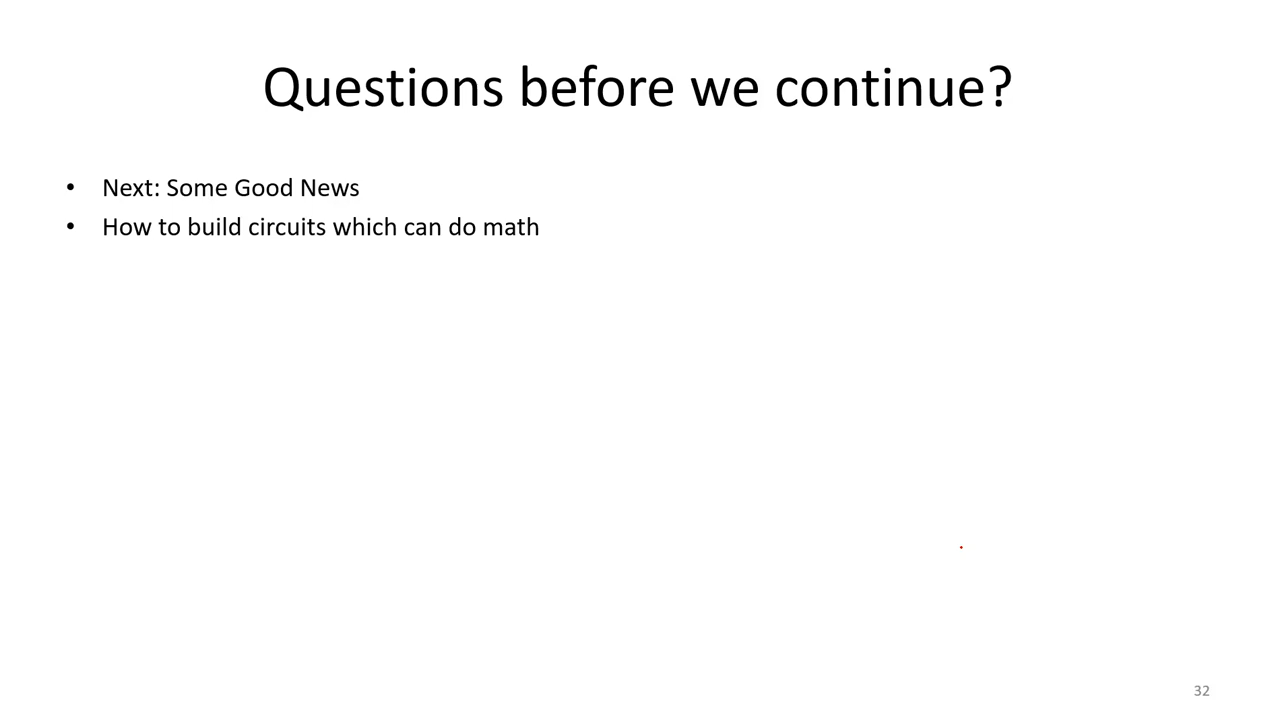 Questions before we continue?
• Next: Some Good News
• How to build circuits which can do math
32